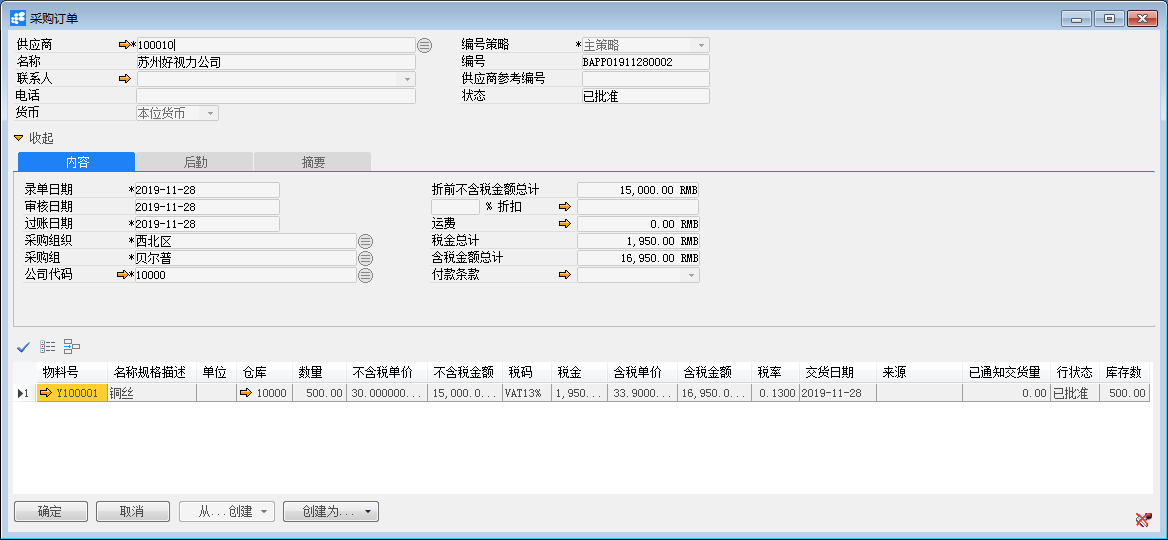 采购订单
供应商 *100010 编号策略 *主策略
名称 苏州好视力公司 编号 BAPP01911280002
联系人 供应商参考编号
电话 状态 已批准
货币 本位货币
收起
内容 后勤 摘要
录单日期 *2019-11-28 折前不含税金额总计 15,000.00 RMB
审核日期 2019-11-28 % 折扣
过账日期 *2019-11-28 运费 0.00 RMB
采购组织 *西北区 税金总计 1,950.00 RMB
采购组 *贝尔普 含税金额总计 16,950.00 RMB
公司代码 *10000 付款条款
物料号 名称规格描述 单位 仓库 数量 不含税单价 不含税金额 税码 税金 含税单价 含税金额 税率 交货日期 来源 已通知交货量 行状态 库存数
1 Y100001 铜丝 10000 500.00 30.000000... 15,000.0... VAT13% 1,950... 33.9000... 16,950.0... 0.1300 2019-11-28 0.00 已批准 500.00
确定 取消 从...创建 创建为...